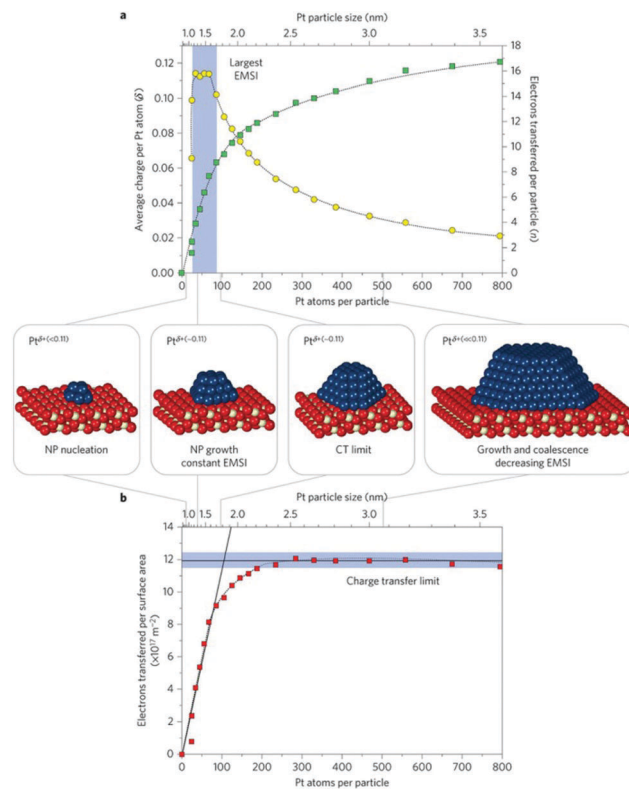 Pt particle size (nm)
a
1.0 1.5 2.0 2.5 3.0 3.5
Largest
EMSI
Average charge per Pt atom (δ̄)
0.12
0.10
0.08
0.06
0.04
0.02
0.00
Electrons transferred per particle (n)
18
16
14
12
10
8
6
4
2
0
0 100 200 300 400 500 600 700 800
Pt atoms per particle
Ptδ+(<0.11)
NP nucleation
Ptδ+(~0.11)
NP growth
constant EMSI
Ptδ+(~0.11)
CT limit
Ptδ+(≪0.11)
Growth and coalescence
decreasing EMSI
b
Pt particle size (nm)
1.0 1.5 2.0 2.5 3.0 3.5
Electrons transferred per surface area
(×10¹⁷ m⁻²)
14
12
10
8
6
4
2
0
Charge transfer limit
0 100 200 300 400 500 600 700 800
Pt atoms per particle